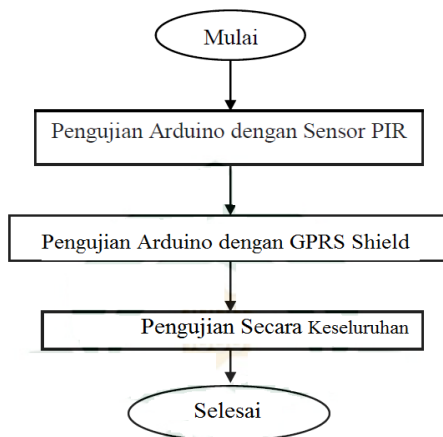 Mulai
Pengujian Arduino dengan Sensor PIR
Pengujian Arduino dengan GPRS Shield
Pengujian Secara Keseluruhan
Selesai